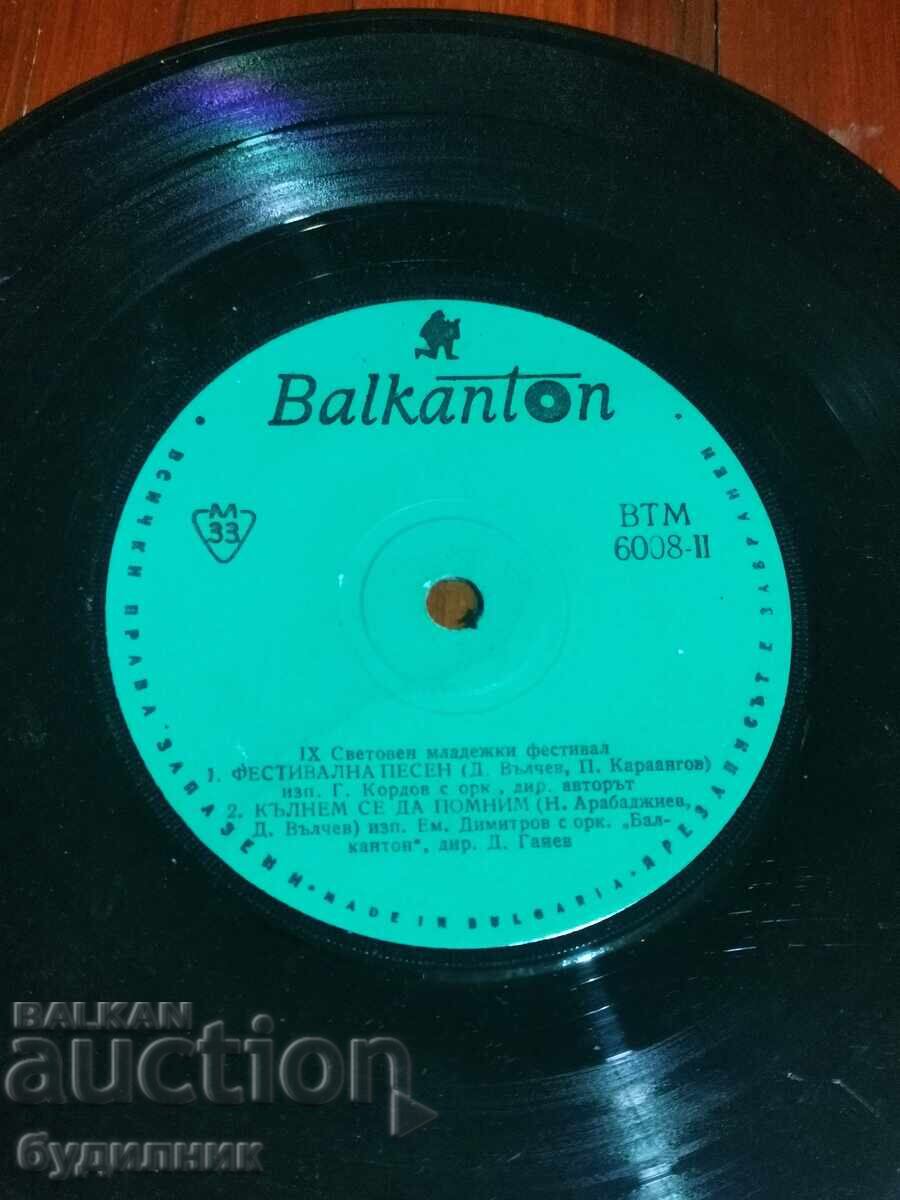 Balkanton
M
33
BTM
6008-II
IX Световен младежки фестивал
1. ФЕСТИВАЛНА ПЕСЕН (Д. Вълчев, П. Караангов)
изп. Г. Кордов с орк., дир. авторът
2. КЪЛНЕМ СЕ ДА ПОМНИМ (Н. Арабаджиев,
Д. Вълчев) изп. Ем. Димитров с орк. „Бал-
кантон“, дир. Д. Ганев
• ВСИЧКИ ПРАВА ЗАПАЗЕНИ • MADE IN BULGARIA • ПРЕЗАПИСЪТ Е ЗАБРАНЕН •
BALKAN
auction
будилник